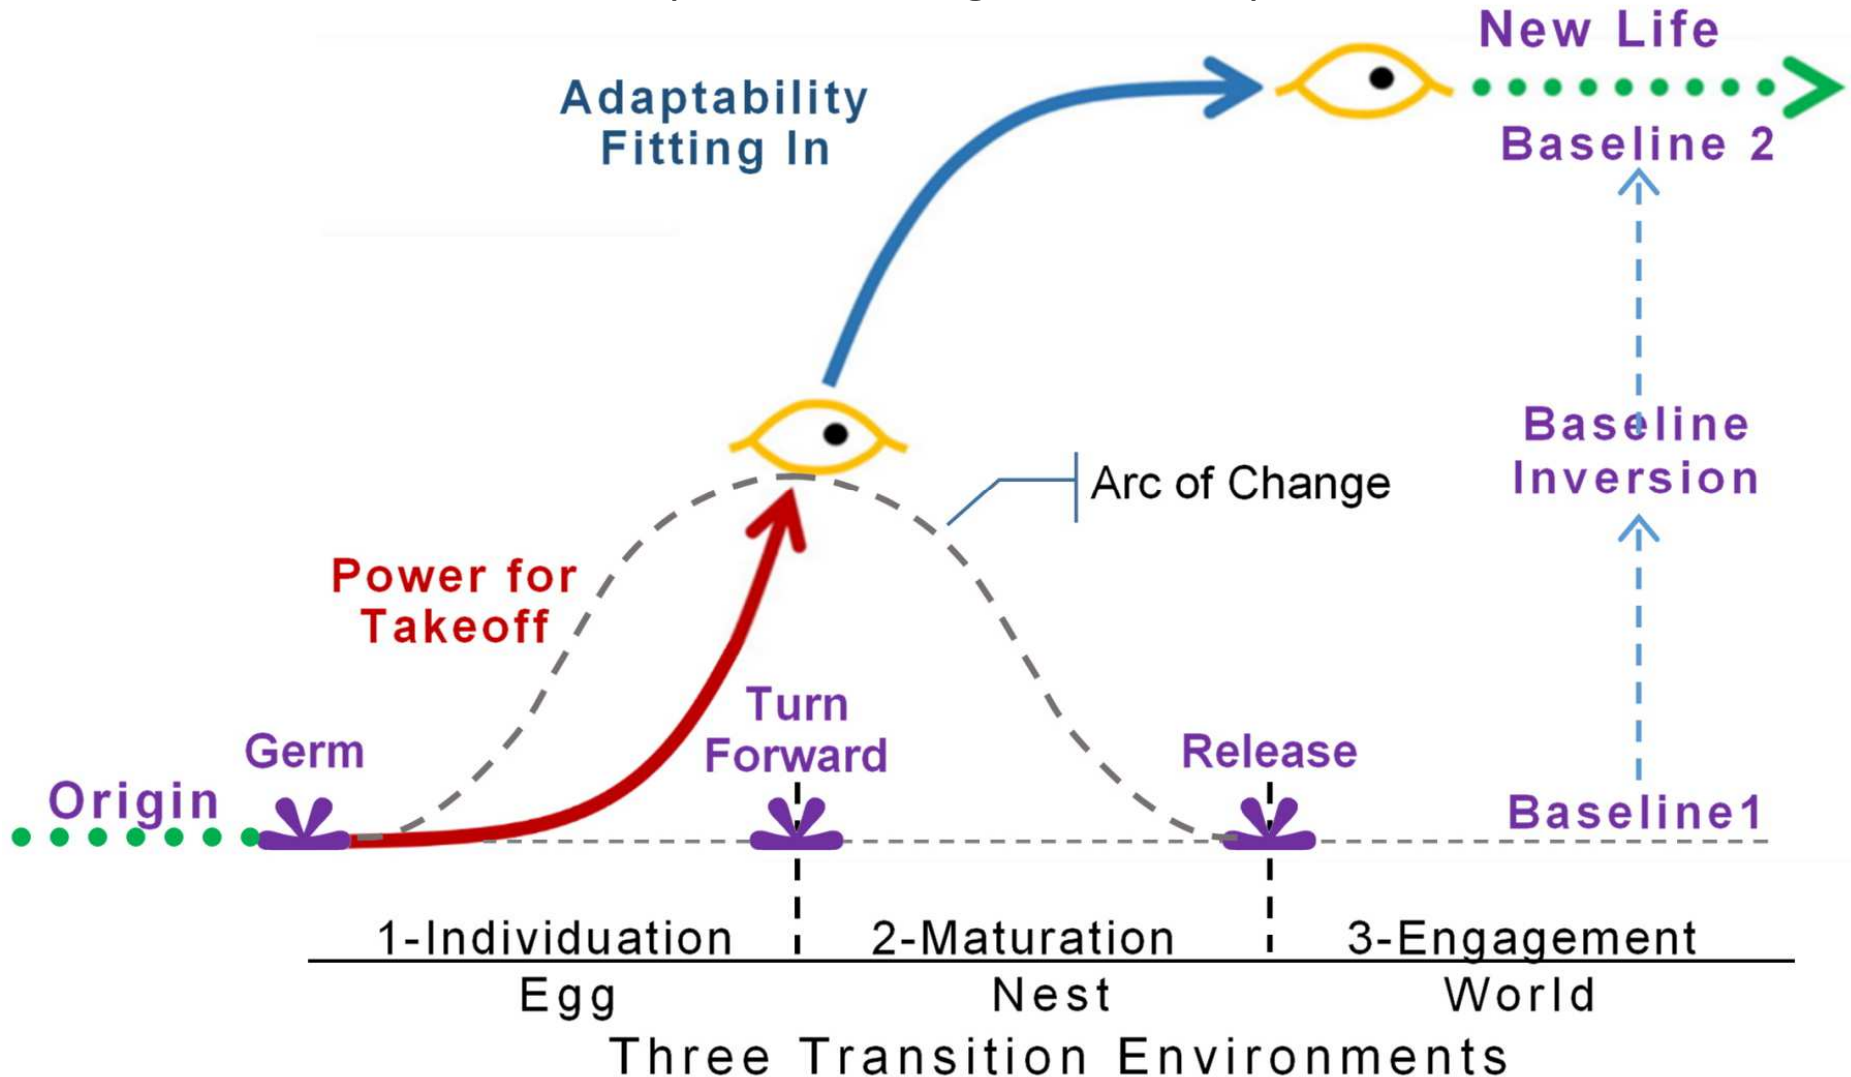 New Life
Adaptability
Fitting In
Baseline 2
Baseline
Inversion
Arc of Change
Power for
Takeoff
Turn
Forward
Germ
Release
Origin
Baseline1
1-Individuation
2-Maturation
3-Engagement
Egg
Nest
World
Three Transition Environments